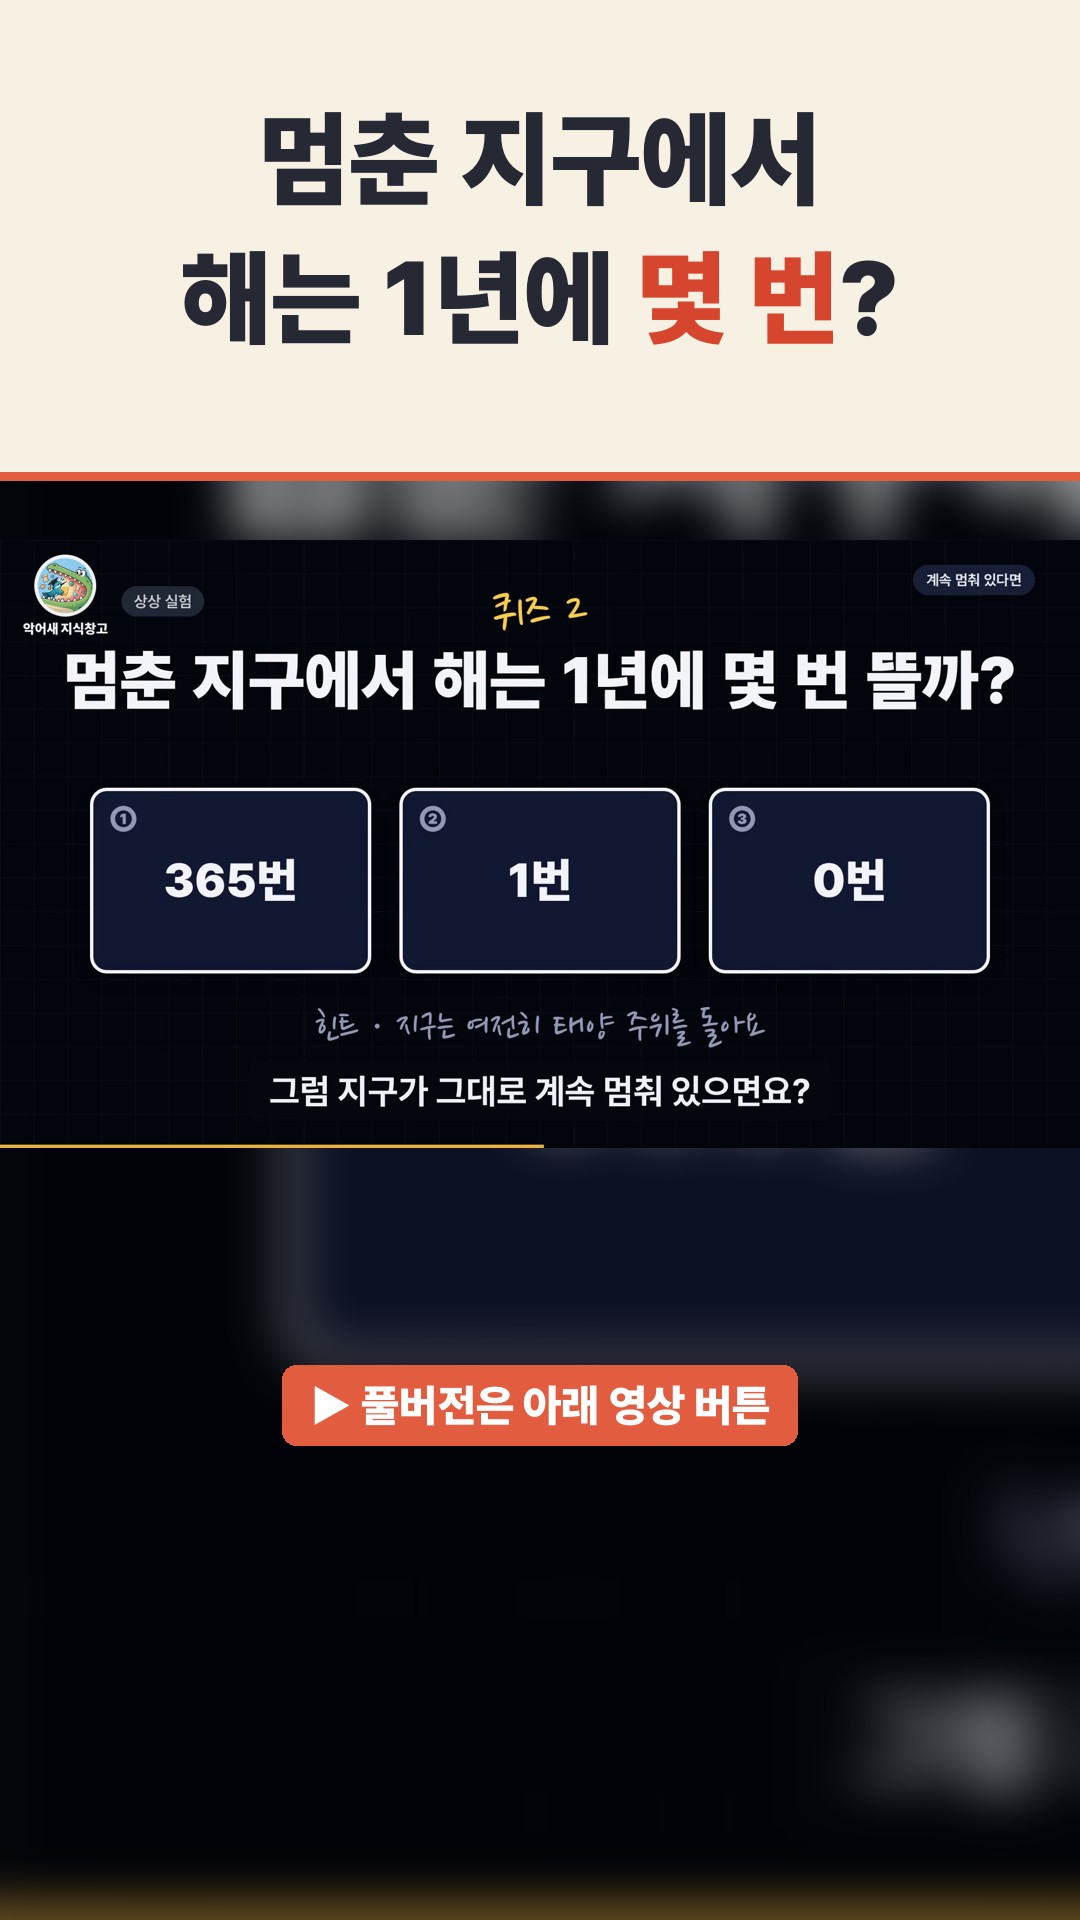 멈춘 지구에서
해는 1년에 몇 번?
악어새 지식창고
상상 실험
계속 멈춰 있다면
퀴즈 2
멈춘 지구에서 해는 1년에 몇 번 뜰까?
① 365번
② 1번
③ 0번
힌트 · 지구는 여전히 태양 주위를 돌아요
그럼 지구가 그대로 계속 멈춰 있으면요?
▶ 풀버전은 아래 영상 버튼